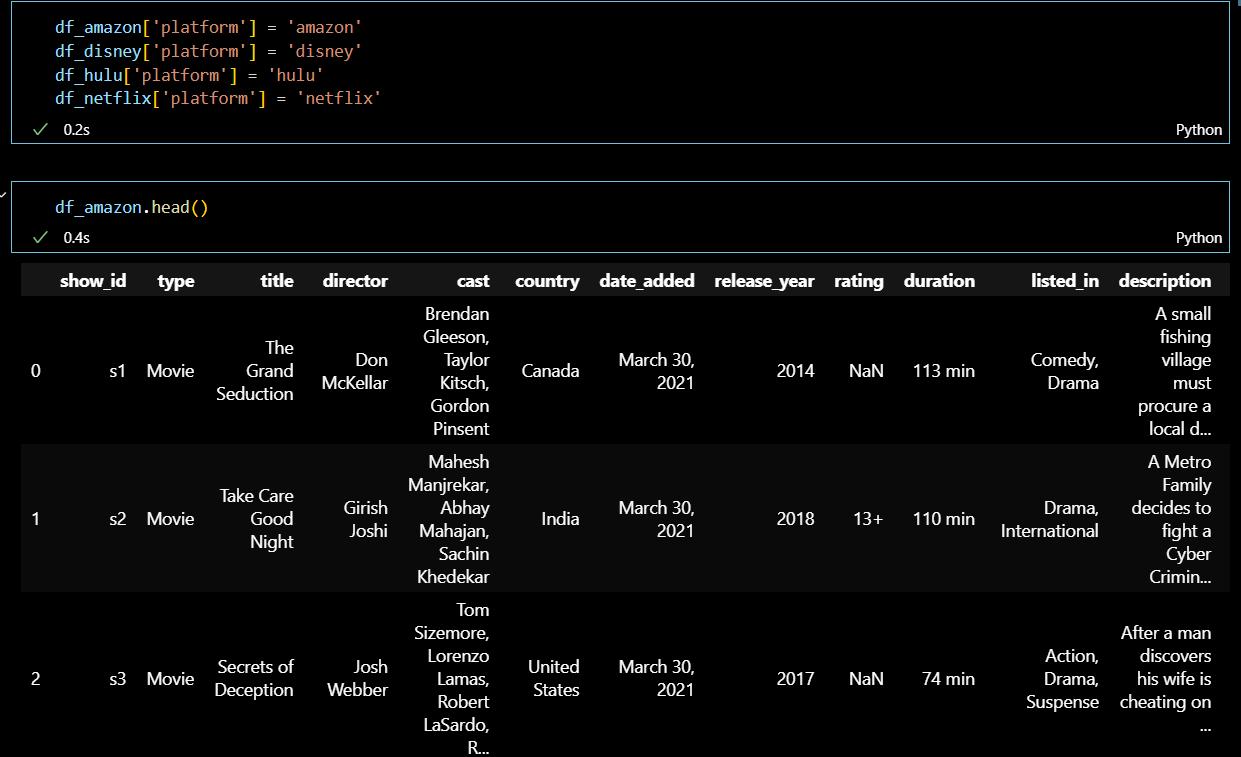 df_amazon['platform'] = 'amazon'
df_disney['platform'] = 'disney'
df_hulu['platform'] = 'hulu'
df_netflix['platform'] = 'netflix'
0.2s Python
df_amazon.head()
0.4s Python
show_id type title director cast country date_added release_year rating duration listed_in description
0 s1 Movie The Grand Seduction Don McKellar Brendan Gleeson, Taylor Kitsch, Gordon Pinsent Canada March 30, 2021 2014 NaN 113 min Comedy, Drama A small fishing village must procure a local d...
1 s2 Movie Take Care Good Night Girish Joshi Mahesh Manjrekar, Abhay Mahajan, Sachin Khedekar India March 30, 2021 2018 13+ 110 min Drama, International A Metro Family decides to fight a Cyber Crimin...
2 s3 Movie Secrets of Deception Josh Webber Tom Sizemore, Lorenzo Lamas, Robert LaSardo, R... United States March 30, 2021 2017 NaN 74 min Action, Drama, Suspense After a man discovers his wife is cheating on ...